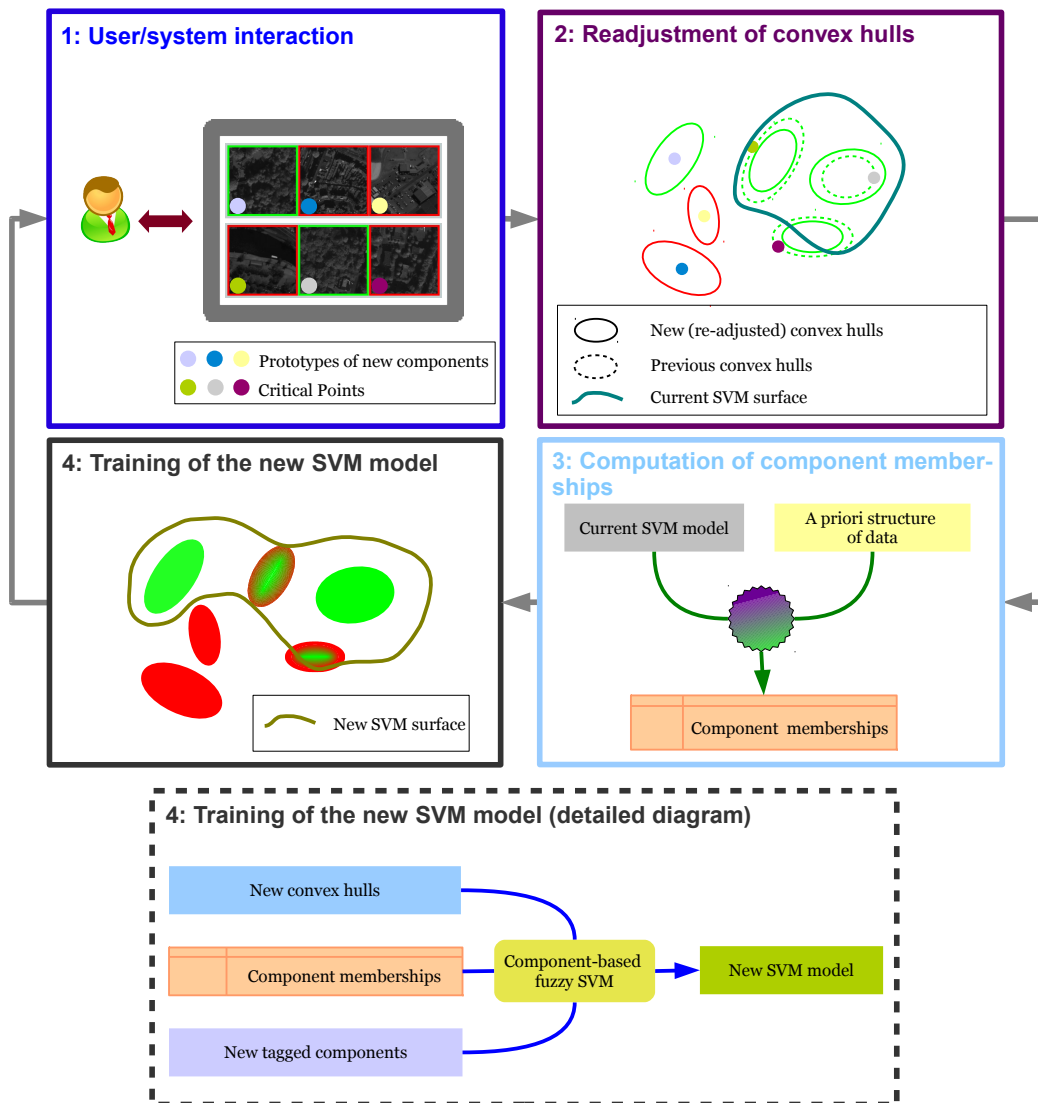 1: User/system interaction
Prototypes of new components
Critical Points
2: Readjustment of convex hulls
New (re-adjusted) convex hulls
Previous convex hulls
Current SVM surface
3: Computation of component member-
ships
Current SVM model
A priori structure
of data
Component memberships
4: Training of the new SVM model
New SVM surface
4: Training of the new SVM model (detailed diagram)
New convex hulls
Component memberships
Component-based
fuzzy SVM
New SVM model
New tagged components